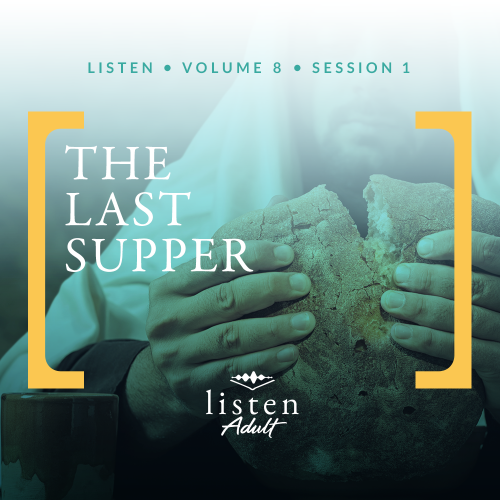 LISTEN • VOLUME 8 • SESSION 1
THE
LAST
SUPPER
listen
Adult